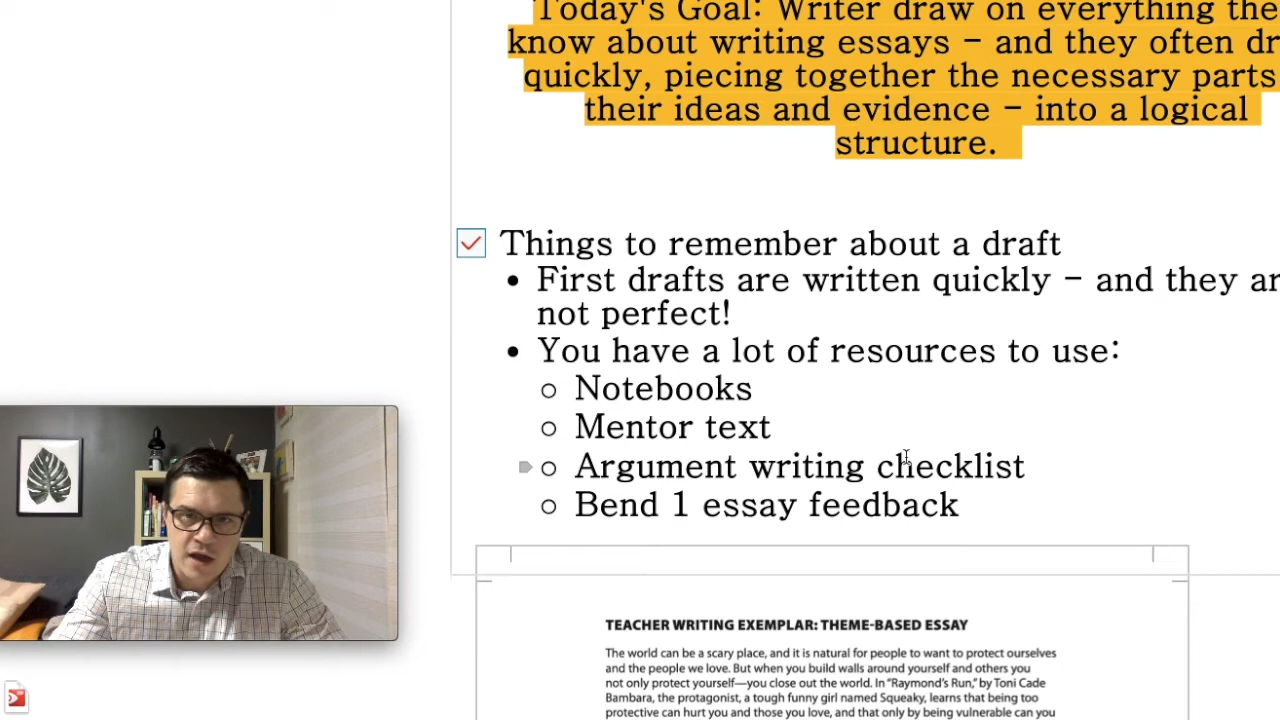 Today's Goal: Writer draw on everything the
know about writing essays – and they often dr
quickly, piecing together the necessary parts
their ideas and evidence – into a logical
structure.
Things to remember about a draft
• First drafts are written quickly – and they ar
not perfect!
• You have a lot of resources to use:
○ Notebooks
○ Mentor text
○ Argument writing checklist
○ Bend 1 essay feedback
TEACHER WRITING EXEMPLAR: THEME-BASED ESSAY
The world can be a scary place, and it is natural for people to want to protect ourselves
and the people we love. But when you build walls around yourself and others you
not only protect yourself—you close out the world. In "Raymond's Run," by Toni Cade
Bambara, the protagonist, a tough funny girl named Squeaky, learns that being too
protective can hurt you and those you love, and that only by being vulnerable can you